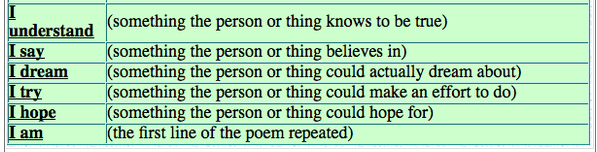 I
understand (something the person or thing knows to be true)
I say (something the person or thing believes in)
I dream (something the person or thing could actually dream about)
I try (something the person or thing could make an effort to do)
I hope (something the person or thing could hope for)
I am (the first line of the poem repeated)